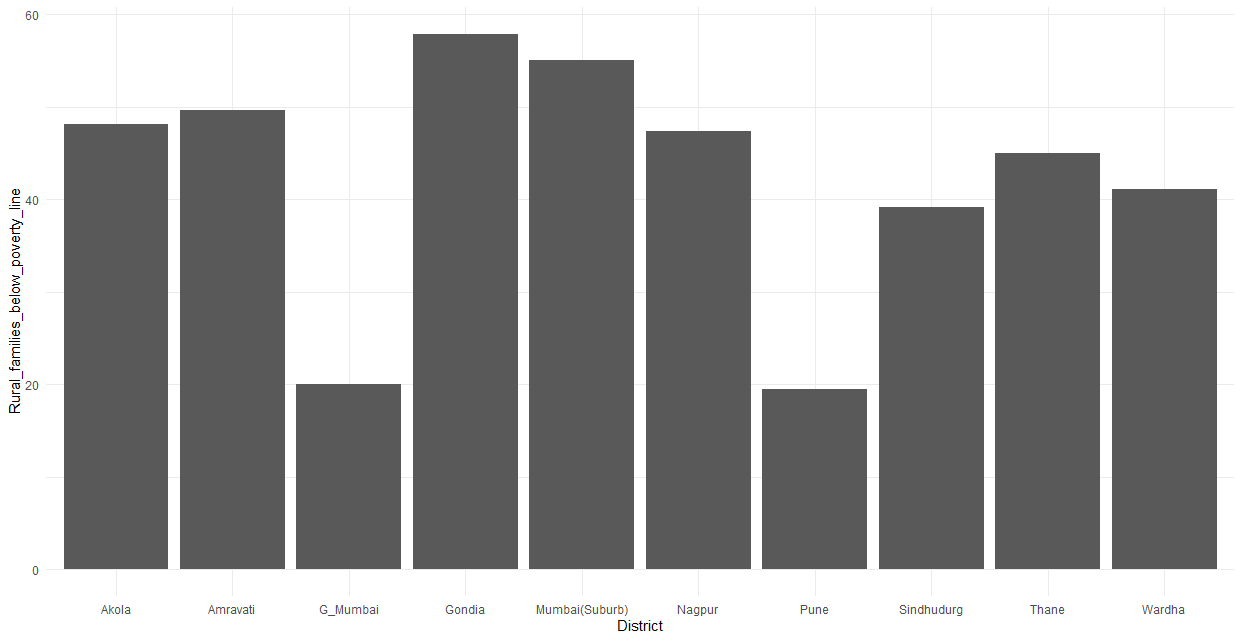 Rural_families_below_poverty_line
60
40
20
0
Akola Amravati G_Mumbai Gondia Mumbai(Suburb) Nagpur Pune Sindhudurg Thane Wardha
District